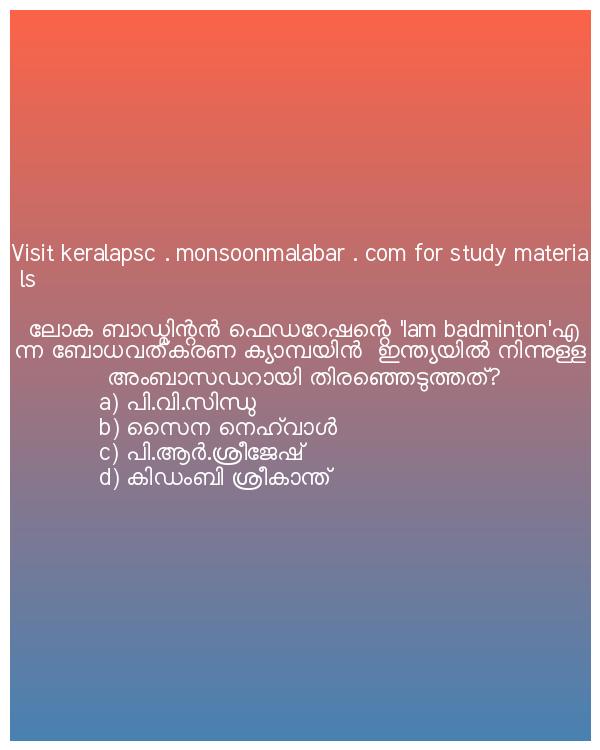 Visit keralapsc . monsoonmalabar . com for study materia
ls
ലോക ബാഡ്മിന്റൻ ഫെഡറേഷന്റെ 'Iam badminton'എ
ന്ന ബോധവത്കരണ ക്യാമ്പയിൻ ഇന്ത്യയിൽ നിന്നുള്ള
അംബാസഡറായി തിരഞ്ഞെടുത്തത്?
a) പി.വി.സിന്ധു
b) സൈന നെഹ്‌വാൾ
c) പി.ആർ.ശ്രീജേഷ്
d) കിഡംബി ശ്രീകാന്ത്